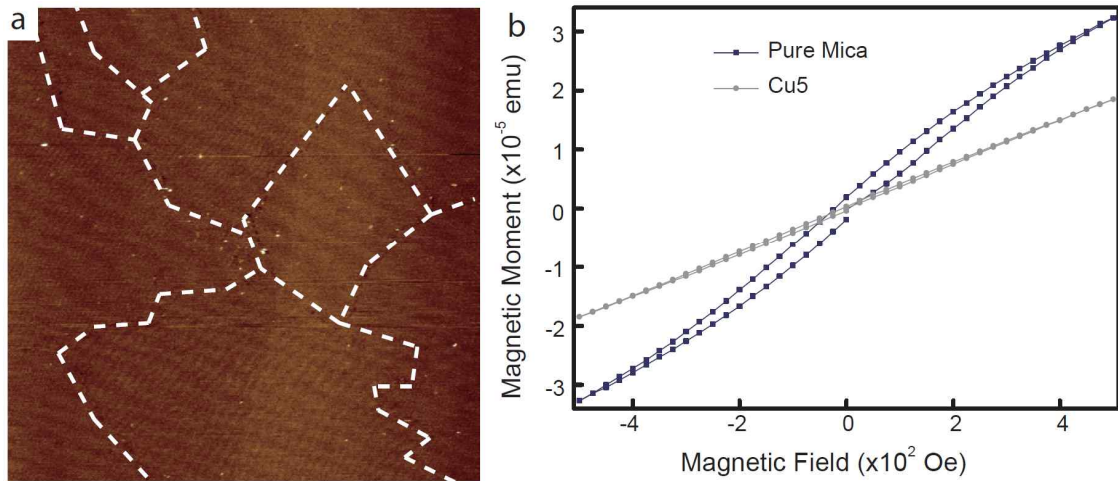 a
b
Pure Mica
Cu5
Magnetic Moment (x10⁻⁵ emu)
3
2
1
0
-1
-2
-3
-4
-2
0
2
4
Magnetic Field (x10² Oe)